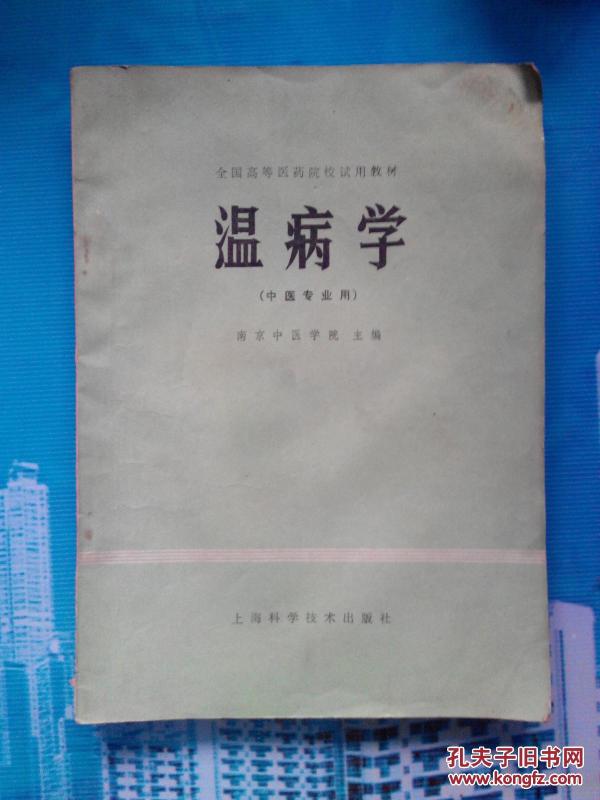 全国高等医药院校试用教材
温病学
(中医专业用)
南京中医学院 主编
上海科学技术出版社
孔夫子旧书网
www.kongfz.com